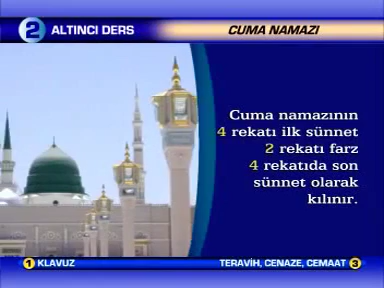 2 ALTINCI DERS
CUMA NAMAZI
Cuma namazının
4 rekatı ilk sünnet
2 rekatı farz
4 rekatıda son
sünnet olarak
kılınır.
1 KLAVUZ
TERAVİH, CENAZE, CEMAAT 3